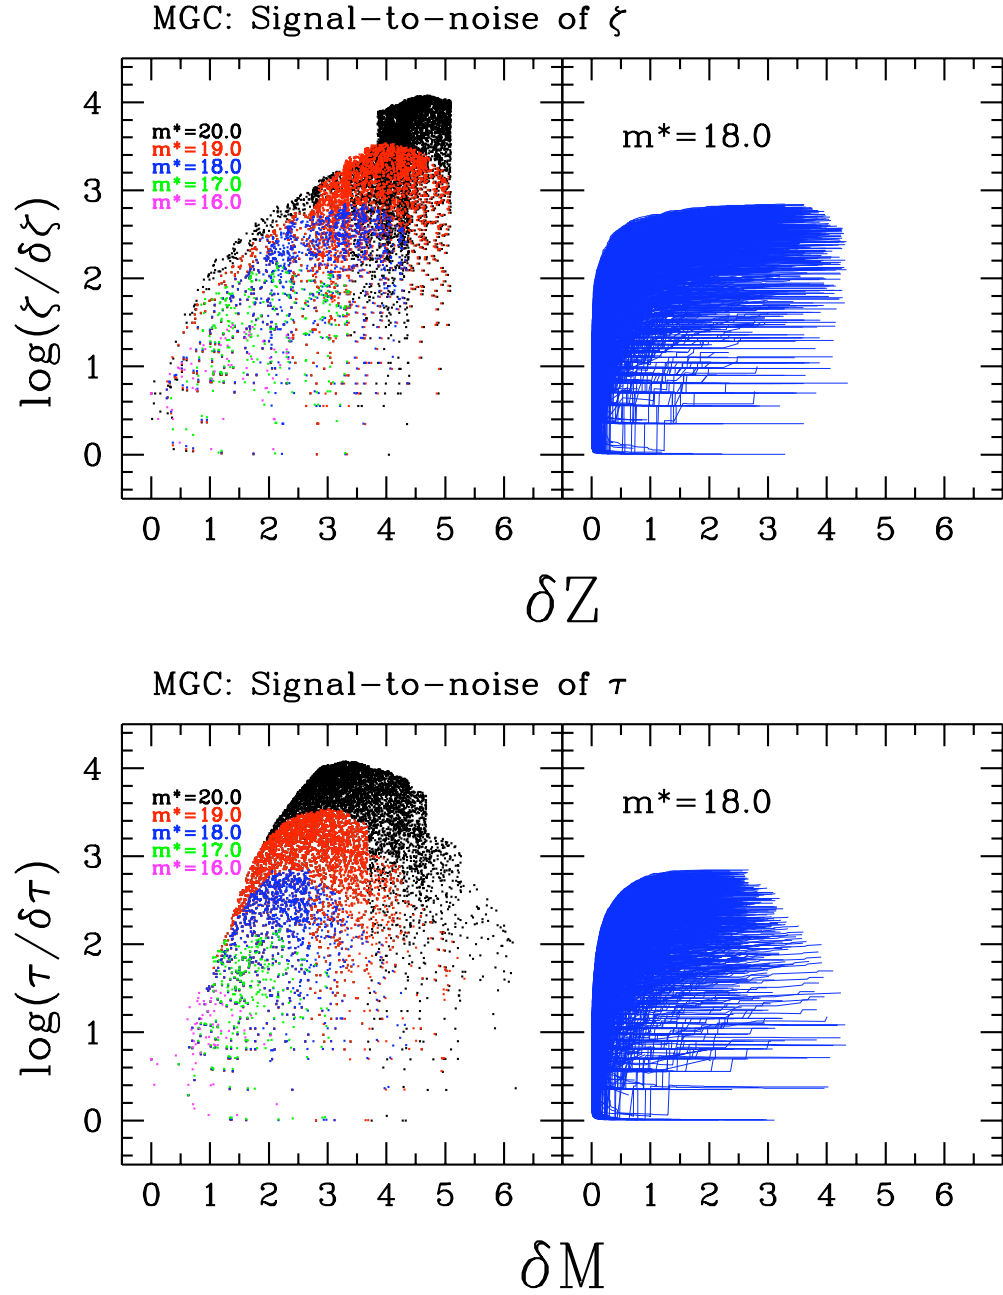 MGC: Signal-to-noise of ζ
log(ζ/δζ)
4
3
2
1
0
m*=20.0
m*=19.0
m*=18.0
m*=17.0
m*=16.0
m*=18.0
0 1 2 3 4 5 6 0 1 2 3 4 5 6
δZ
MGC: Signal-to-noise of τ
log(τ/δτ)
4
3
2
1
0
m*=20.0
m*=19.0
m*=18.0
m*=17.0
m*=16.0
m*=18.0
0 1 2 3 4 5 6 0 1 2 3 4 5 6
δM